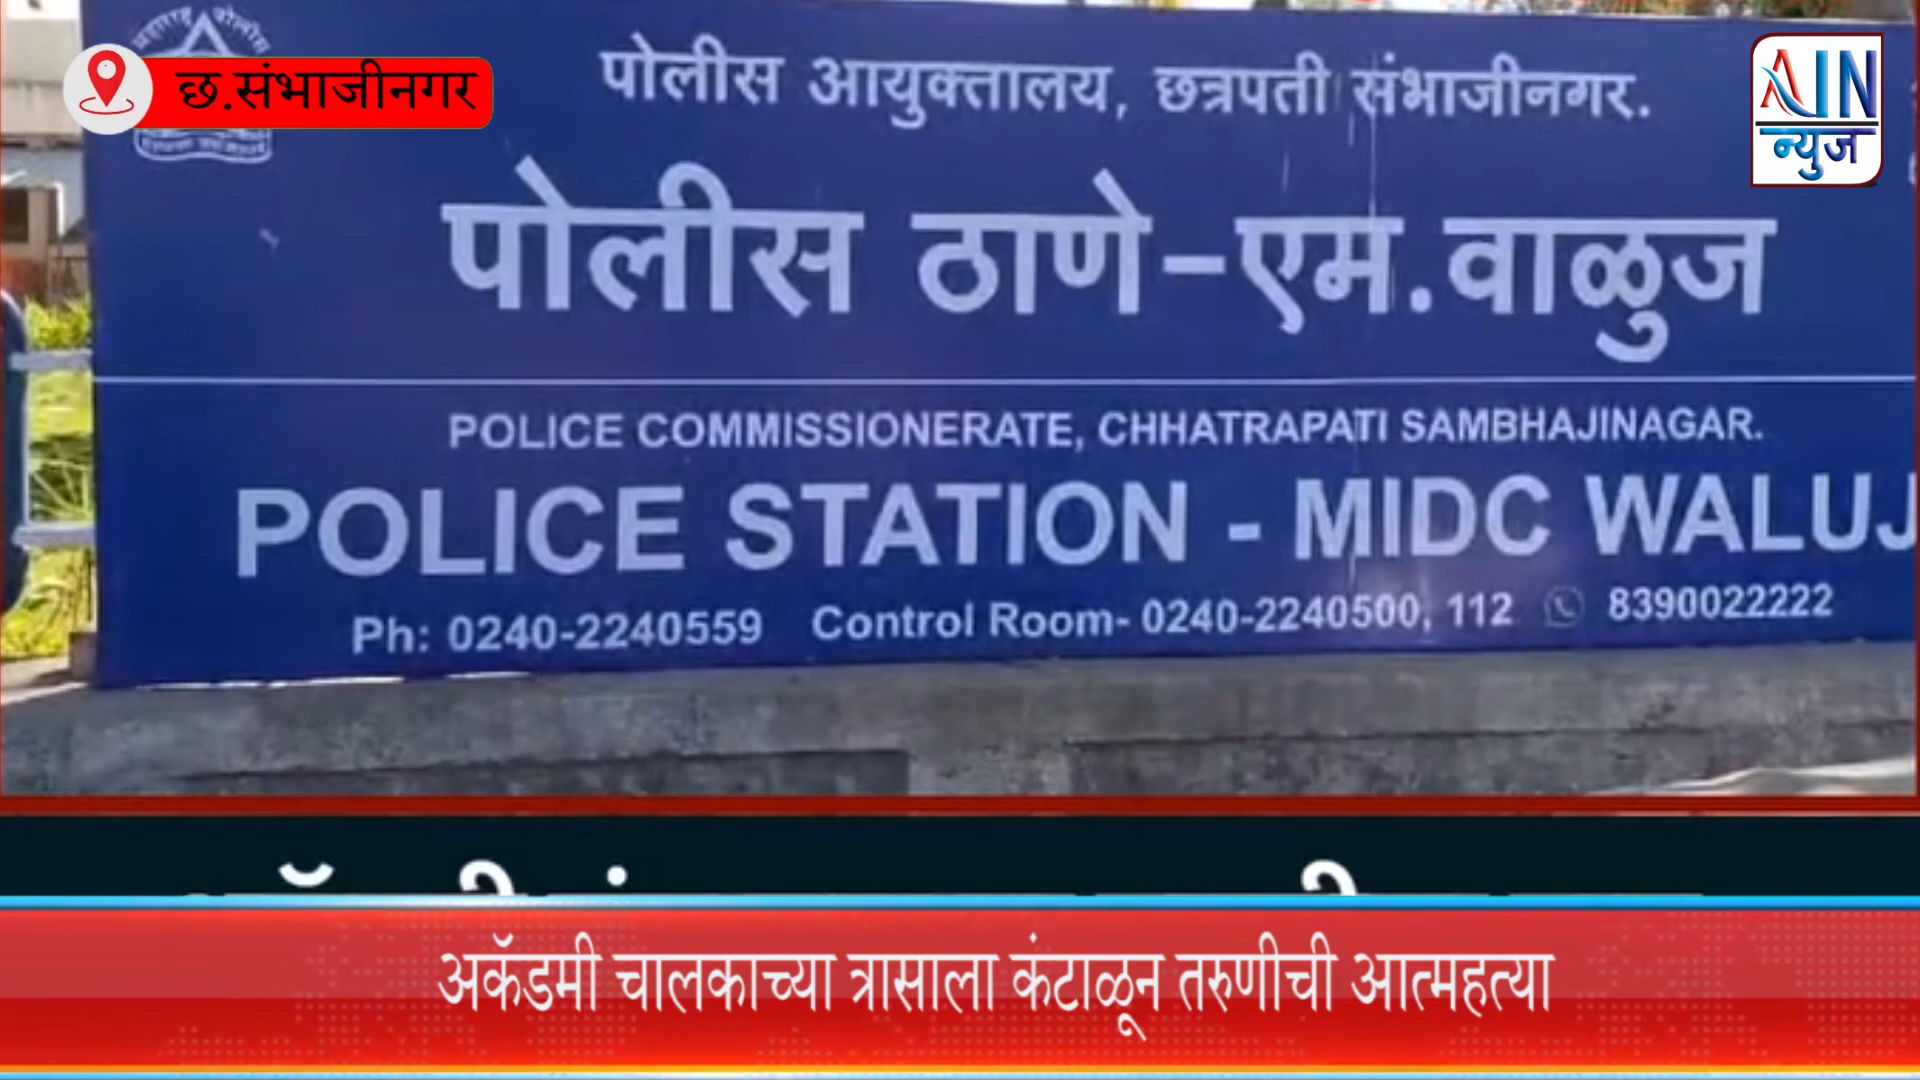 महाराष्ट्र पोलीस
छ.संभाजीनगर
पोलीस आयुक्तालय, छत्रपती संभाजीनगर.
AIN
न्युज
पोलीस ठाणे-एम.वाळुज
POLICE COMMISSIONERATE, CHHATRAPATI SAMBHAJINAGAR.
POLICE STATION - MIDC WALUJ
Ph: 0240-2240559 Control Room- 0240-2240500, 112 8390022222
अकॅडमी चालकाच्या त्रासाला कंटाळून तरुणीची आत्महत्या